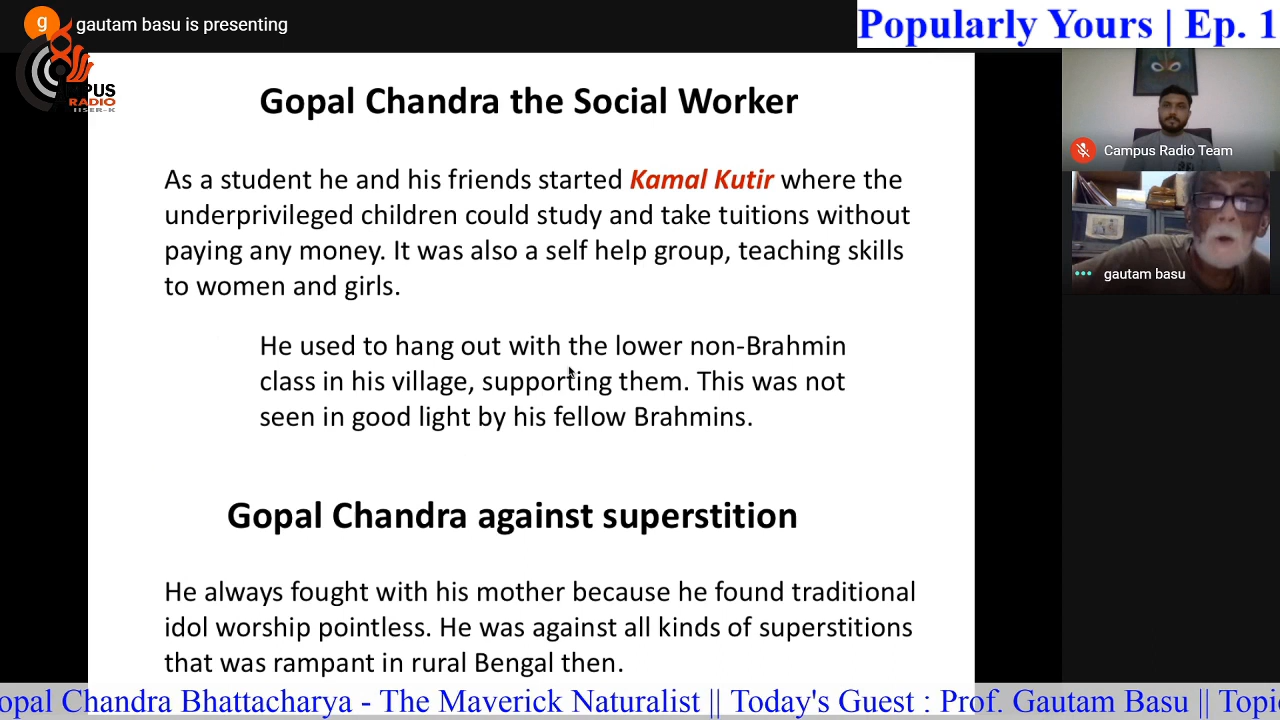 g
gautam basu is presenting
Popularly Yours | Ep. 1
MPUS
RADIO
IISER-K
Campus Radio Team
gautam basu
Gopal Chandra the Social Worker
As a student he and his friends started Kamal Kutir where the
underprivileged children could study and take tuitions without
paying any money. It was also a self help group, teaching skills
to women and girls.
He used to hang out with the lower non-Brahmin
class in his village, supporting them. This was not
seen in good light by his fellow Brahmins.
Gopal Chandra against superstition
He always fought with his mother because he found traditional
idol worship pointless. He was against all kinds of superstitions
that was rampant in rural Bengal then.
opal Chandra Bhattacharya - The Maverick Naturalist || Today's Guest : Prof. Gautam Basu || Topi